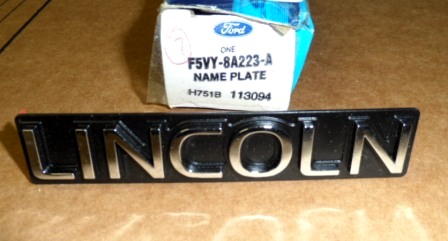 Ford
ONE
F5VY-8A223-A
NAME PLATE
H751B 113094
LINCOLN